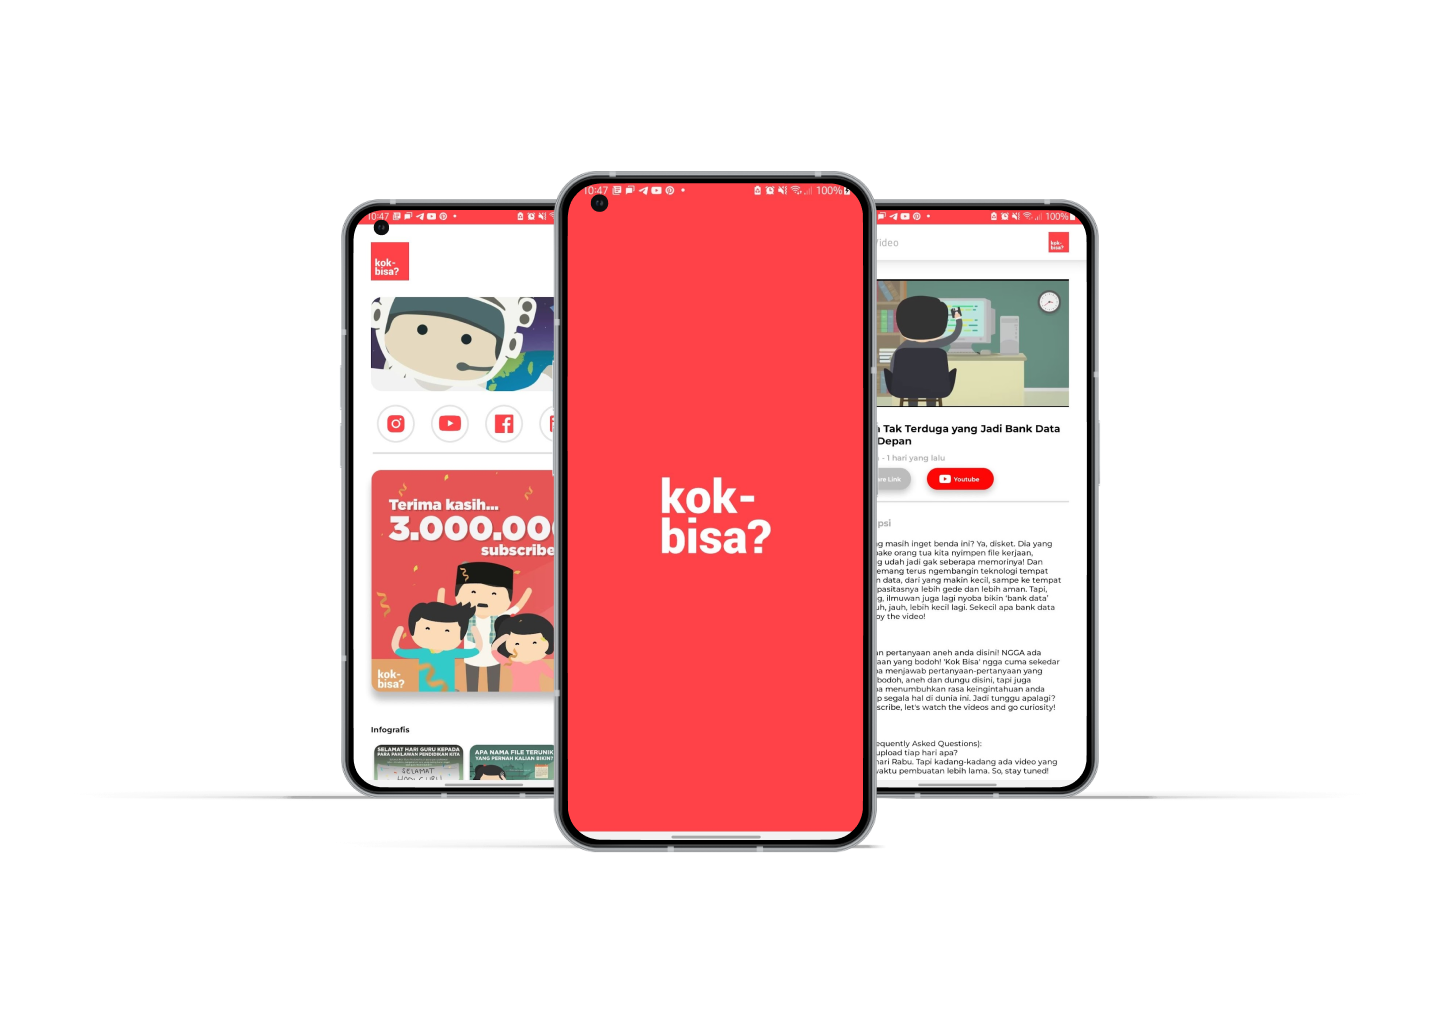 10:47
kok-
bisa?
Terima kasih...
3.000.000
subscribe
kok-
bisa?
Infografis
SELAMAT HARI GURU KEPADA
PARA PAHLAWAN PENDIDIKAN KITA
SELAMAT
HARI GURU
APA NAMA FILE TERUNIK
YANG PERNAH KALIAN BIKIN?
10:47 100%
kok-
bisa?
100%
Video
kok-
bisa?
Tak Terduga yang Jadi Bank Data
Depan
- 1 hari yang lalu
Link
Youtube
psi
g masih inget benda ini? Ya, disket. Dia yang
ake orang tua kita nyimpen file kerjaan,
g udah jadi gak seberapa memorinya! Dan
emang terus ngembangin teknologi tempat
n data, dari yang makin kecil, sampe ke tempat
pasitasnya lebih gede dan lebih aman. Tapi,
g, ilmuwan juga lagi nyoba bikin 'bank data'
uh, jauh, lebih kecil lagi. Sekecil apa bank data
oy the video!
an pertanyaan aneh anda disini! NGGA ada
aan yang bodoh! 'Kok Bisa' ngga cuma sekedar
a menjawab pertanyaan-pertanyaan yang
bodoh, aneh dan dungu disini, tapi juga
a menumbuhkan rasa keingintahuan anda
p segala hal di dunia ini. Jadi tunggu apalagi?
scribe, let's watch the videos and go curiosity!
equently Asked Questions):
upload tiap hari apa?
hari Rabu. Tapi kadang-kadang ada video yang
waktu pembuatan lebih lama. So, stay tuned!